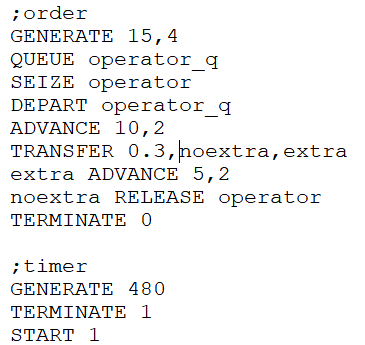 ;order
GENERATE 15,4
QUEUE operator_q
SEIZE operator
DEPART operator_q
ADVANCE 10,2
TRANSFER 0.3,noextra,extra
extra ADVANCE 5,2
noextra RELEASE operator
TERMINATE 0

;timer
GENERATE 480
TERMINATE 1
START 1